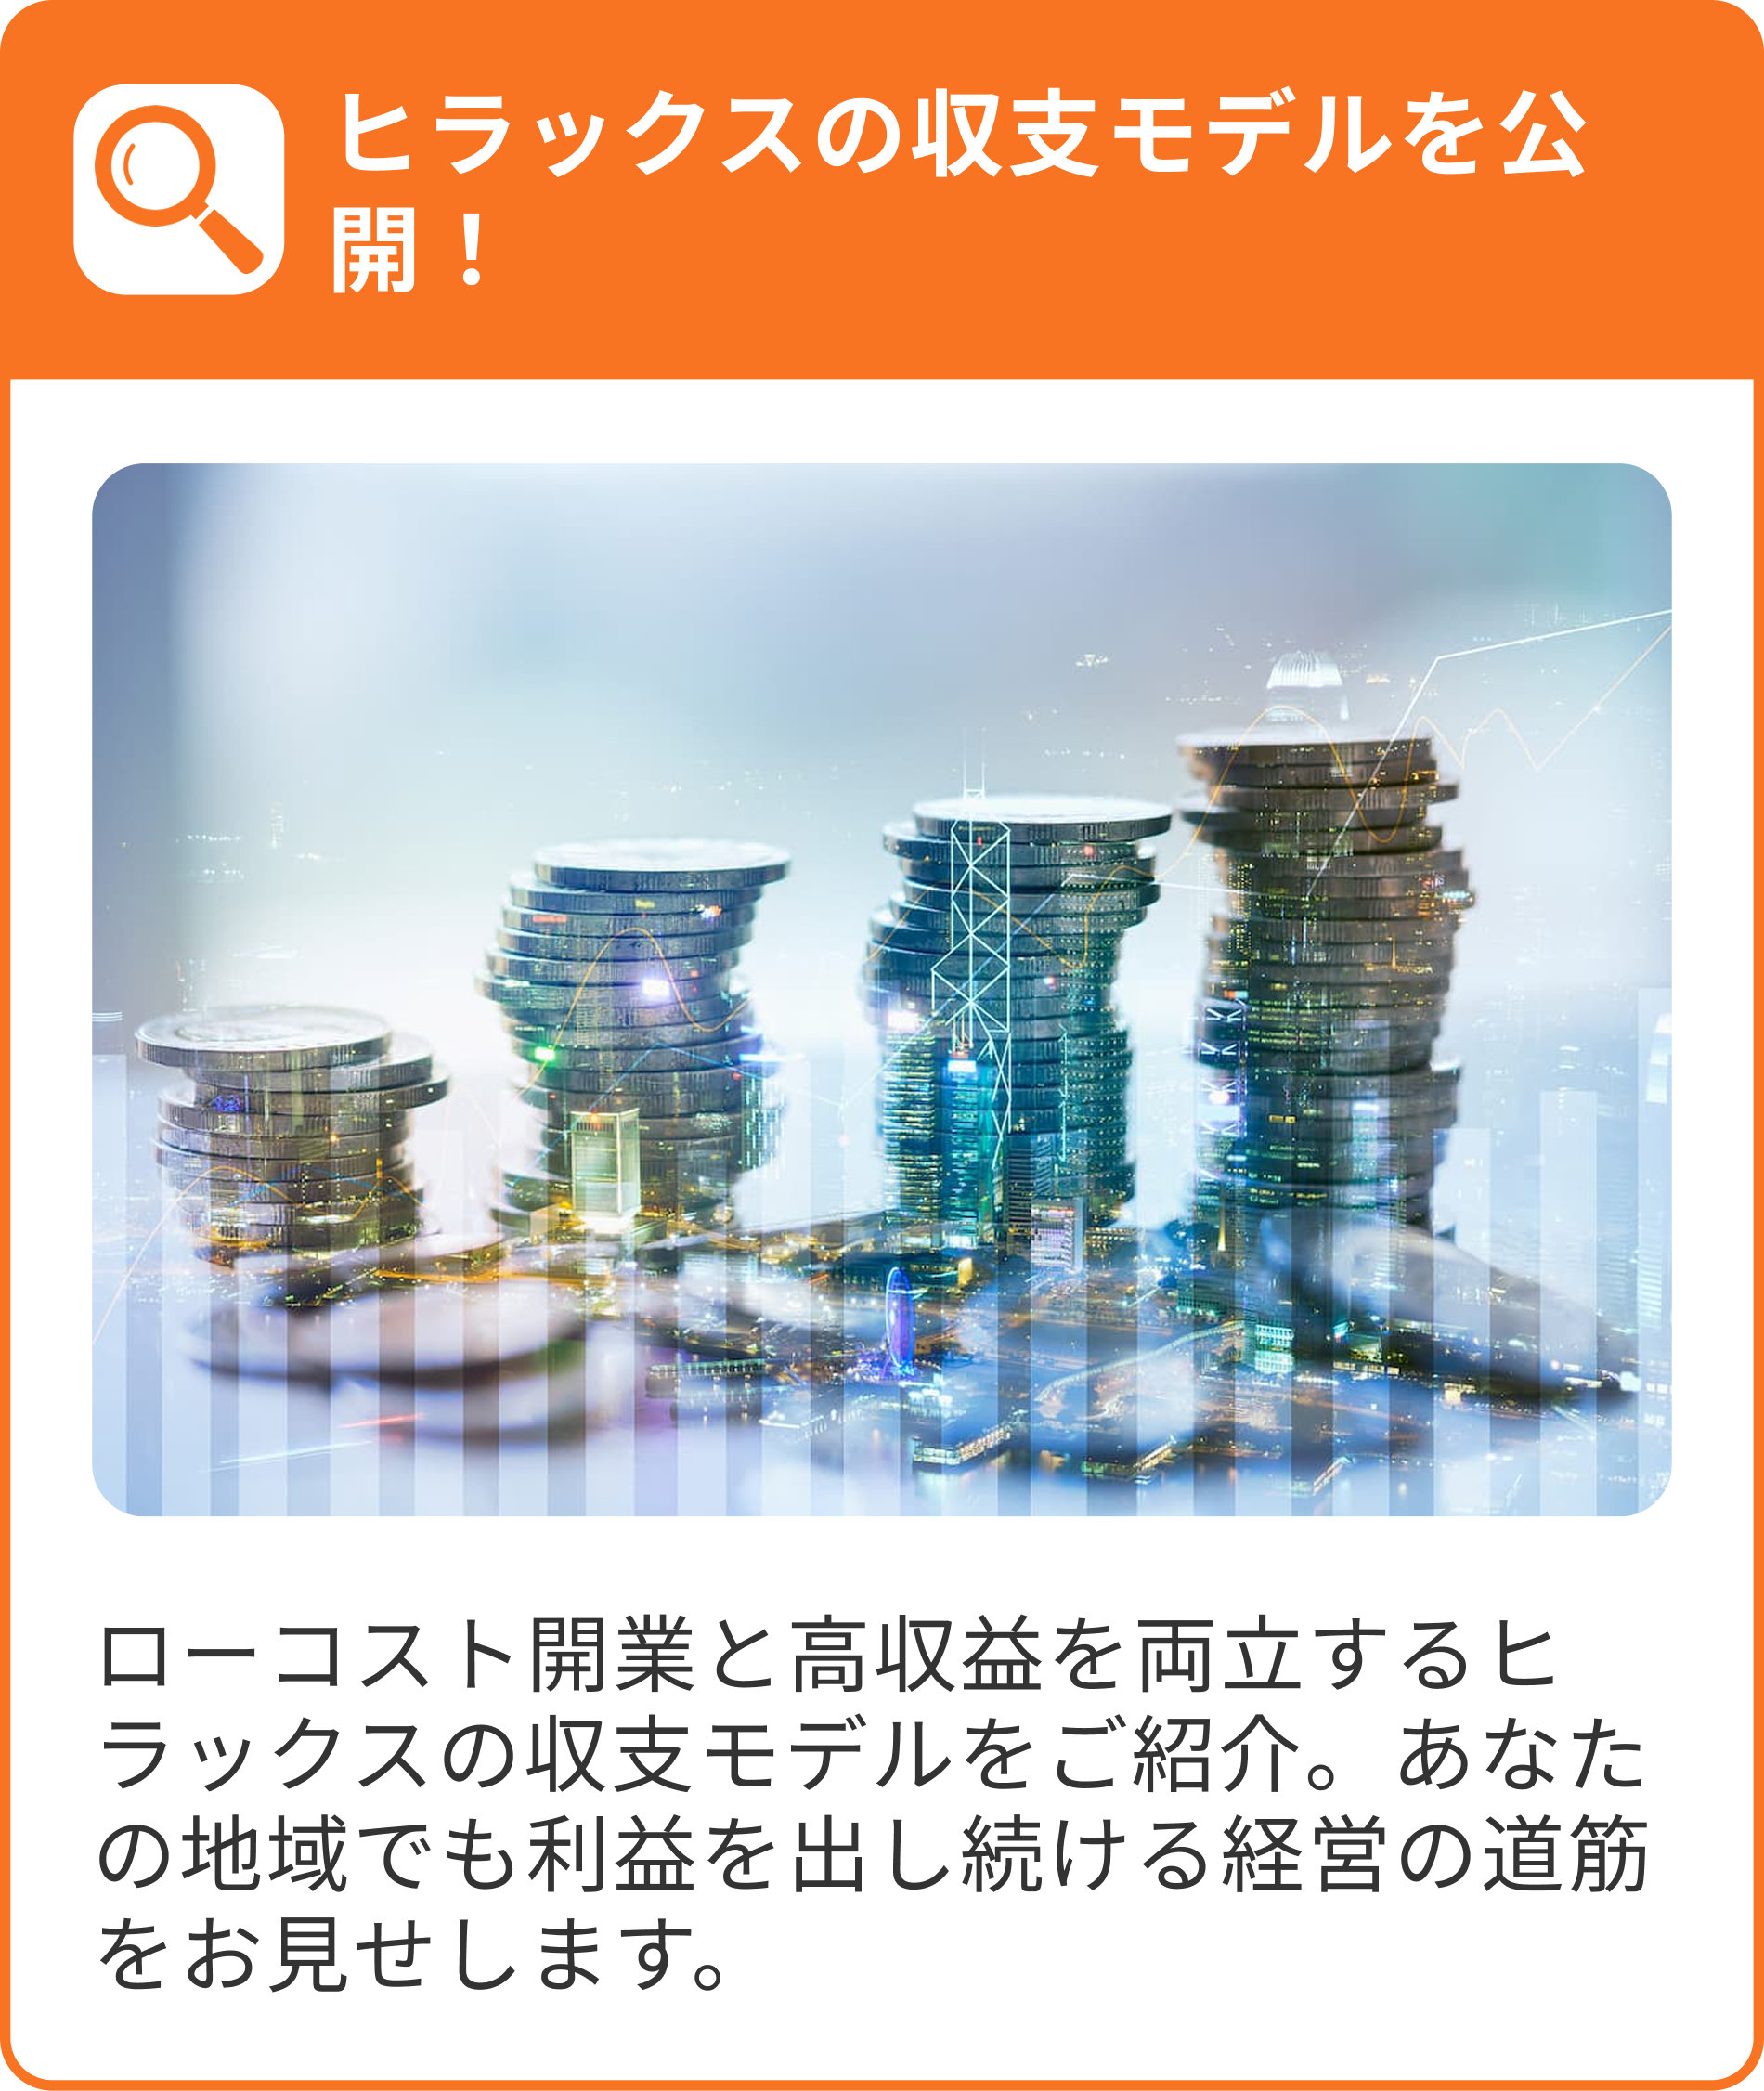 ヒラックスの収支モデルを公
開！
ローコスト開業と高収益を両立するヒ
ラックスの収支モデルをご紹介。あなた
の地域でも利益を出し続ける経営の道筋
をお見せします。